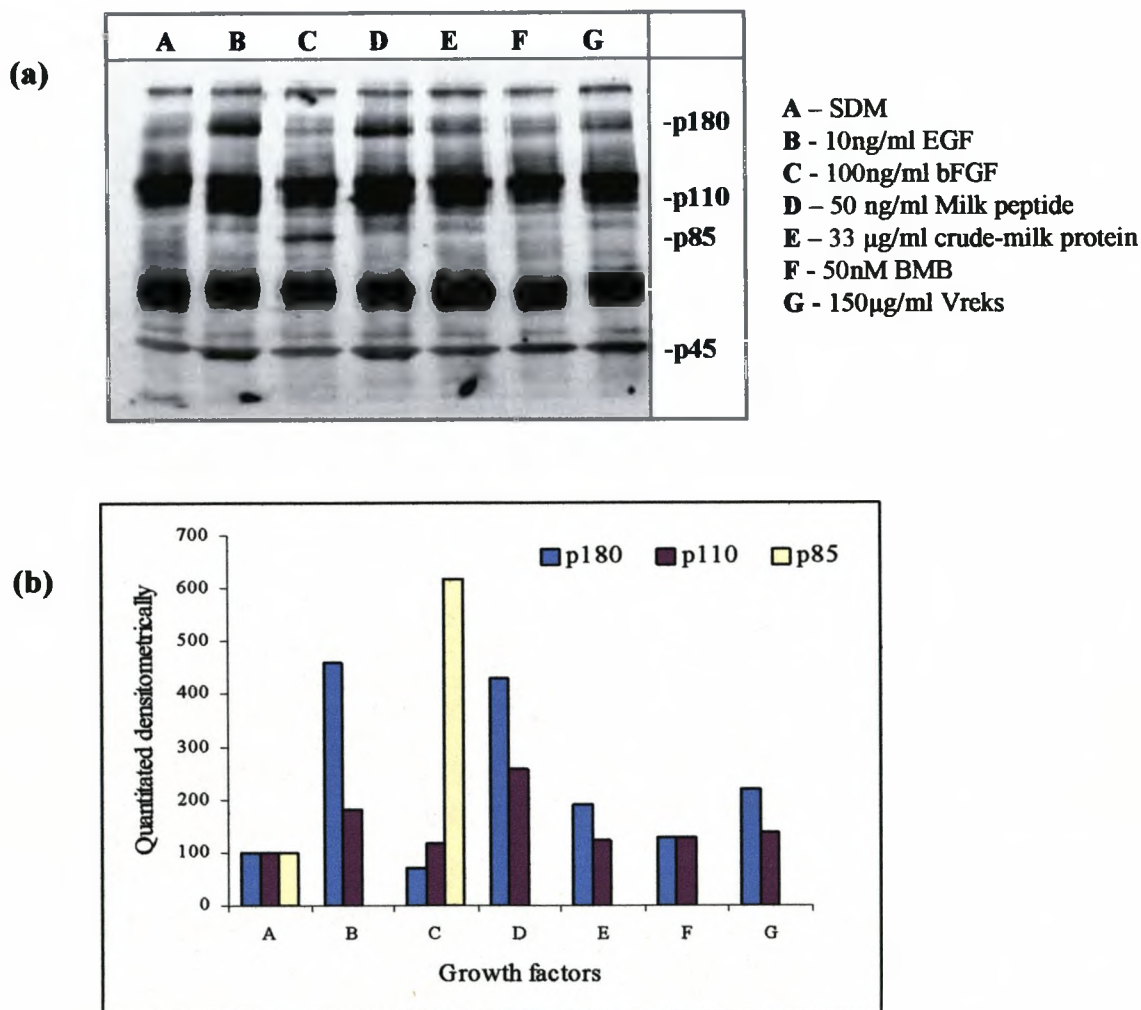 (a)
A B C D E F G
-p180
-p110
-p85
-p45
A – SDM
B - 10ng/ml EGF
C - 100ng/ml bFGF
D – 50 ng/ml Milk peptide
E – 33 µg/ml crude-milk protein
F - 50nM BMB
G - 150µg/ml Vreks
(b)
Quantitated densitometrically
700
600
500
400
300
200
100
0
p180 p110 p85
A B C D E F G
Growth factors